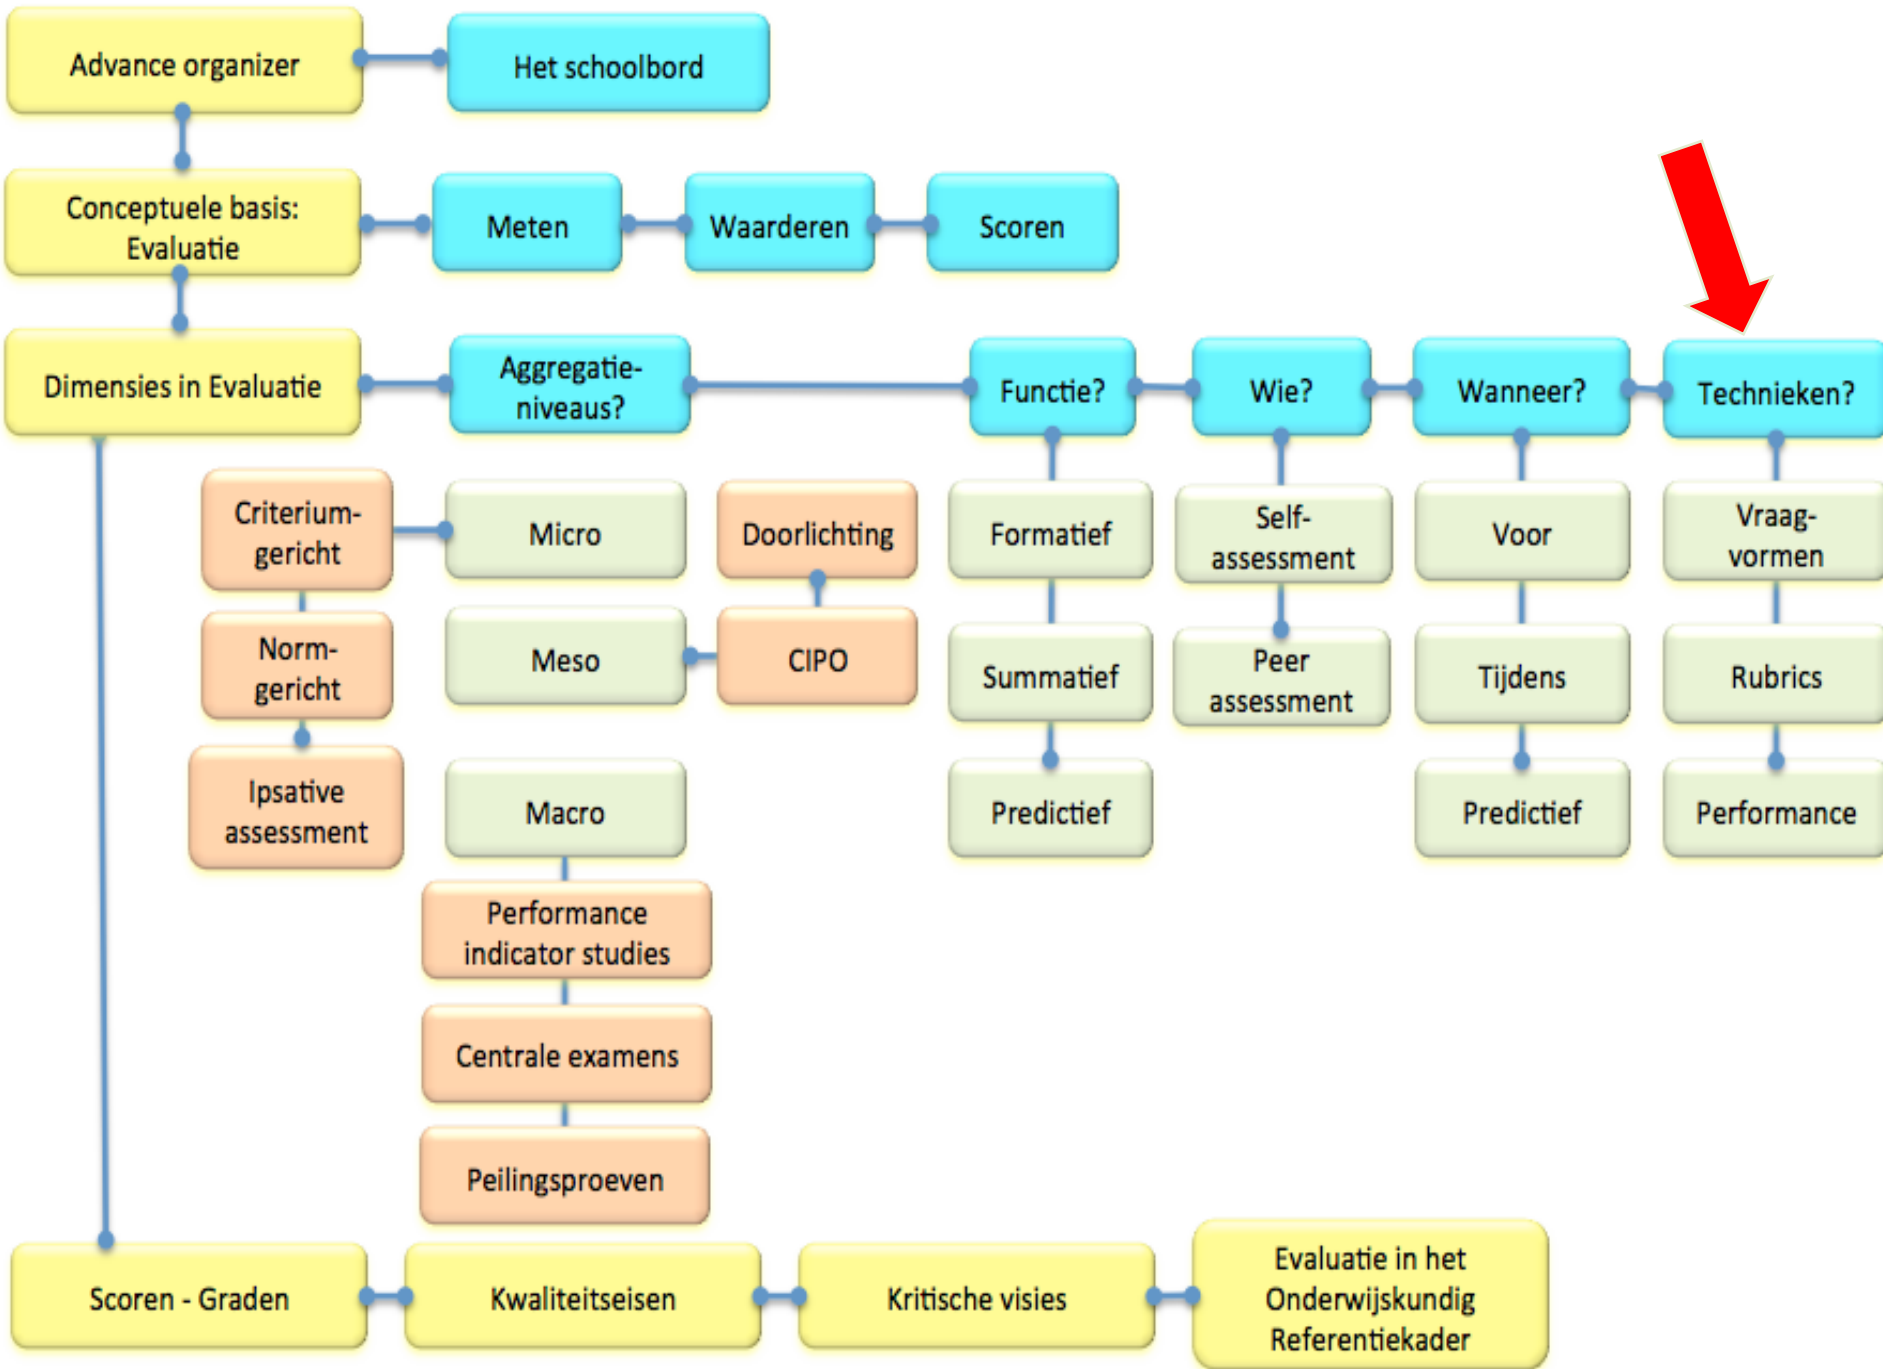 Advance organizer
Het schoolbord
Conceptuele basis:
Evaluatie
Meten
Waarderen
Scoren
Dimensies in Evaluatie
Aggregatie-
niveaus?
Functie?
Wie?
Wanneer?
Technieken?
Criterium-
gericht
Micro
Doorlichting
Formatief
Self-
assessment
Voor
Vraag-
vormen
Norm-
gericht
Meso
CIPO
Summatief
Peer
assessment
Tijdens
Rubrics
Ipsative
assessment
Macro
Predictief
Predictief
Performance
Performance
indicator studies
Centrale examens
Peilingsproeven
Scoren - Graden
Kwaliteitseisen
Kritische visies
Evaluatie in het
Onderwijskundig
Referentiekader